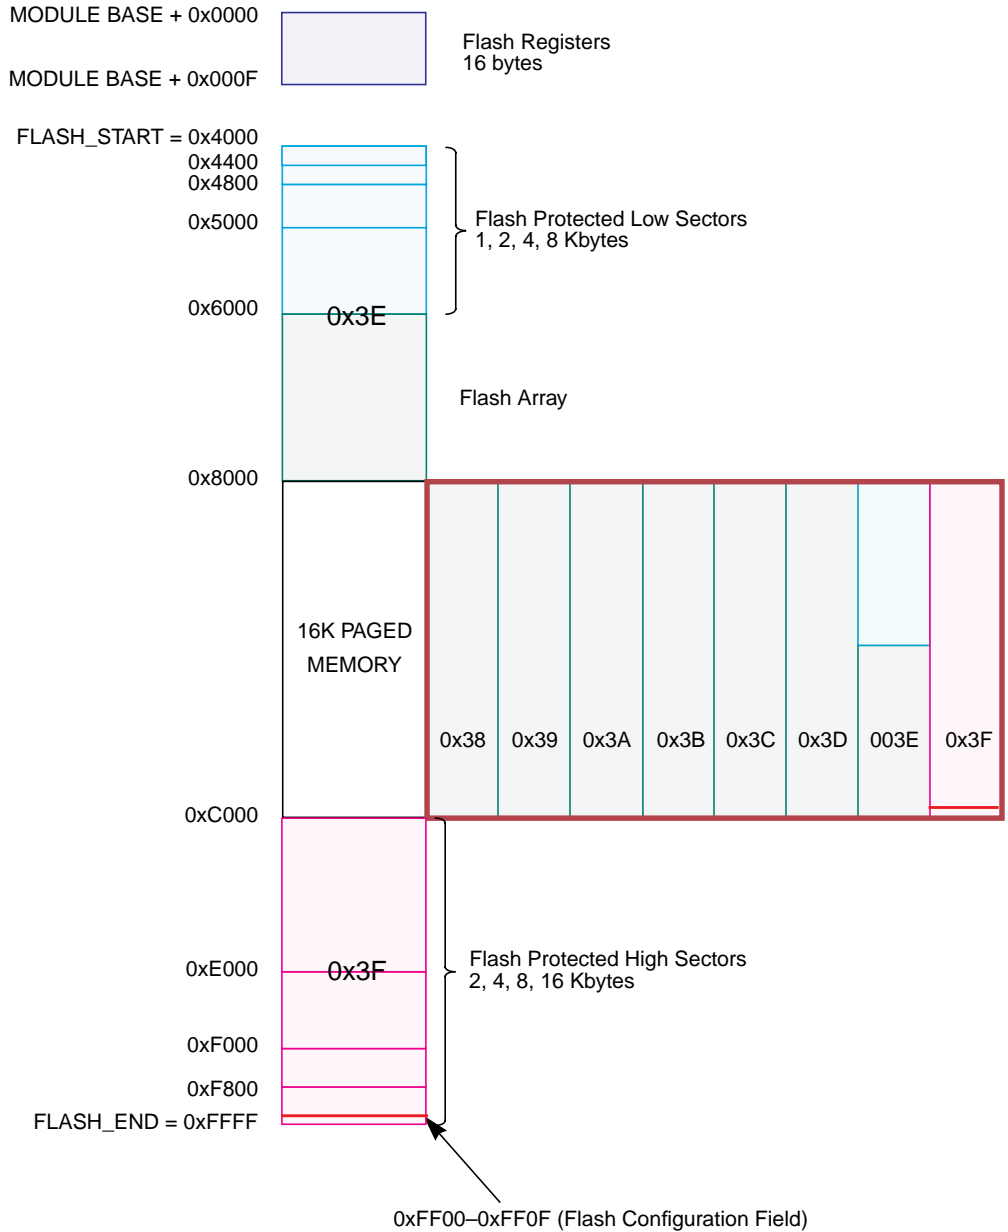 MODULE BASE + 0x0000
Flash Registers
16 bytes
MODULE BASE + 0x000F
FLASH_START = 0x4000
0x4400
0x4800
0x5000
Flash Protected Low Sectors
1, 2, 4, 8 Kbytes
0x6000
0x3E
Flash Array
0x8000
16K PAGED
MEMORY
0x38 0x39 0x3A 0x3B 0x3C 0x3D 003E 0x3F
0xC000
Flash Protected High Sectors
2, 4, 8, 16 Kbytes
0xE000
0x3F
0xF000
0xF800
FLASH_END = 0xFFFF
0xFF00–0xFF0F (Flash Configuration Field)